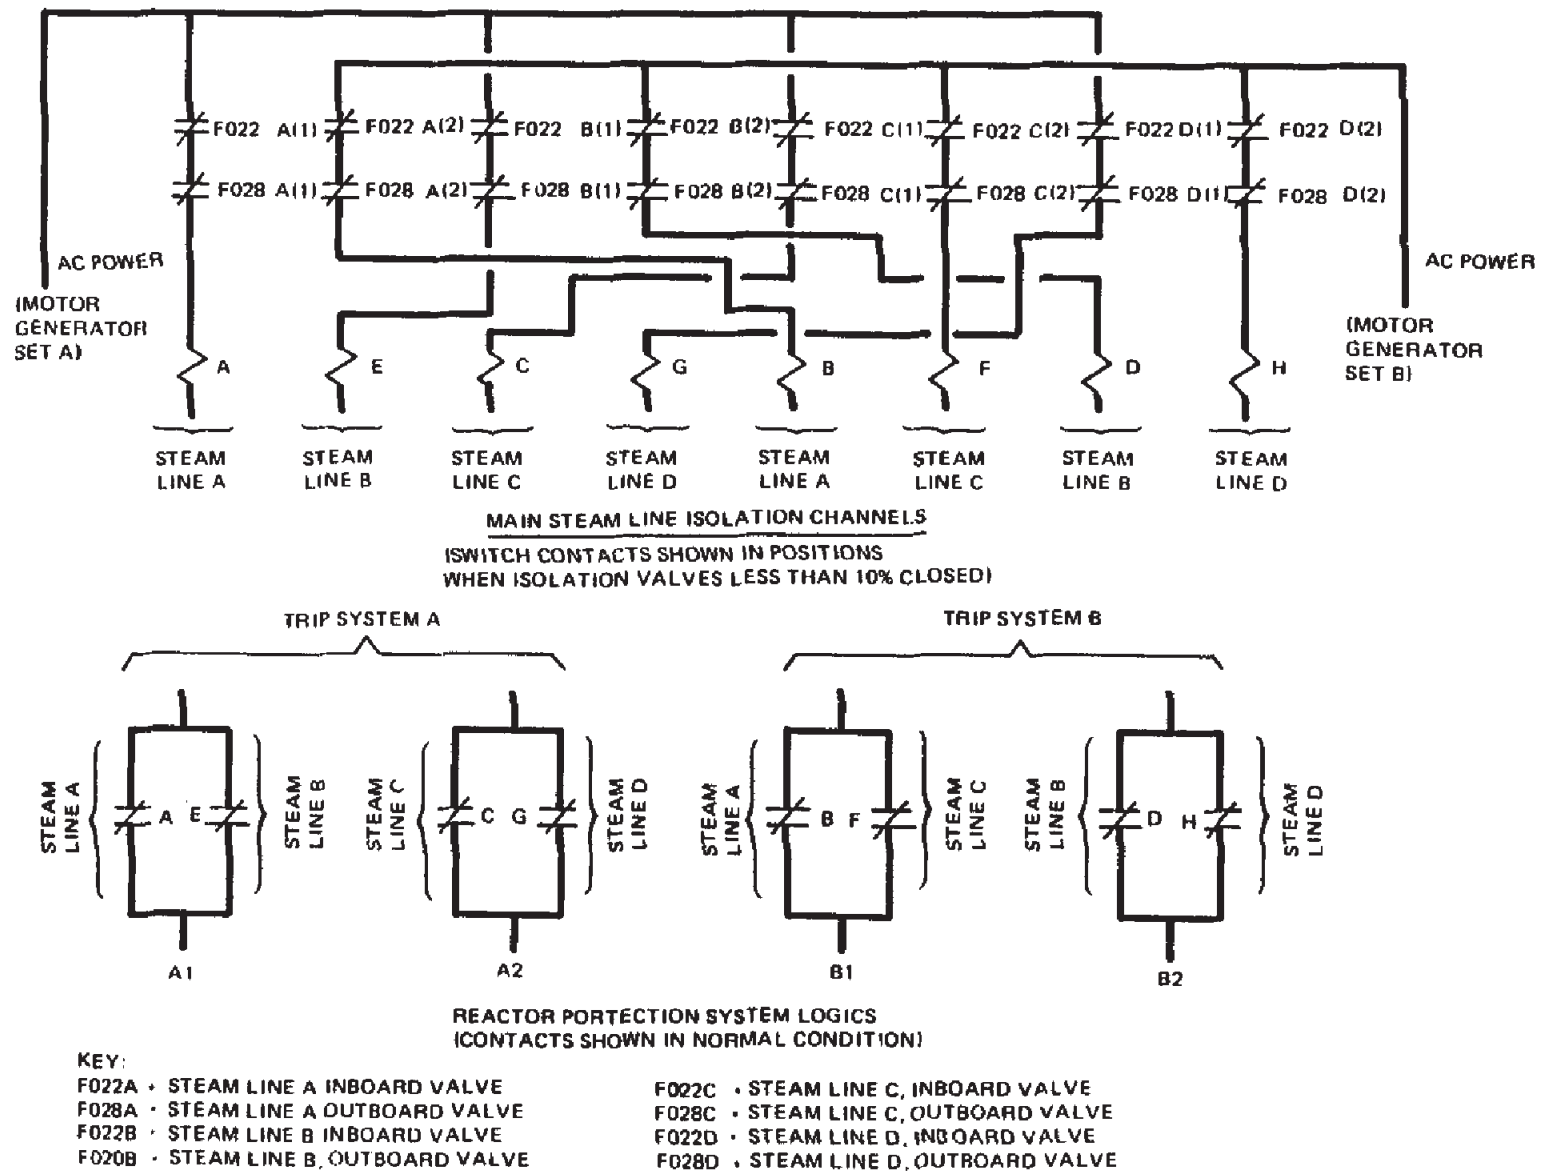 F022 A(1) F022 A(2) F022 B(1) F022 B(2) F022 C(1) F022 C(2) F022 D(1) F022 D(2)
F028 A(1) F028 A(2) F028 B(1) F028 B(2) F028 C(1) F028 C(2) F028 D(1) F028 D(2)
AC POWER
(MOTOR
GENERATOR
SET A)
AC POWER
(MOTOR
GENERATOR
SET B)
A E C G B F D H
STEAM STEAM STEAM STEAM STEAM STEAM STEAM STEAM
LINE A LINE B LINE C LINE D LINE A LINE C LINE B LINE D
MAIN STEAM LINE ISOLATION CHANNELS
(SWITCH CONTACTS SHOWN IN POSITIONS
WHEN ISOLATION VALVES LESS THAN 10% CLOSED)
TRIP SYSTEM A
TRIP SYSTEM B
STEAM
LINE A
A E
STEAM
LINE B
STEAM
LINE C
C G
STEAM
LINE D
STEAM
LINE A
B F
STEAM
LINE C
STEAM
LINE B
D H
STEAM
LINE D
A1 A2 B1 B2
REACTOR PORTECTION SYSTEM LOGICS
(CONTACTS SHOWN IN NORMAL CONDITION)
KEY:
F022A - STEAM LINE A INBOARD VALVE
F028A - STEAM LINE A OUTBOARD VALVE
F022B - STEAM LINE B INBOARD VALVE
F020B - STEAM LINE B, OUTBOARD VALVE
F022C - STEAM LINE C, INBOARD VALVE
F028C - STEAM LINE C, OUTBOARD VALVE
F022D - STEAM LINE D, INBOARD VALVE
F028D - STEAM LINE D, OUTBOARD VALVE